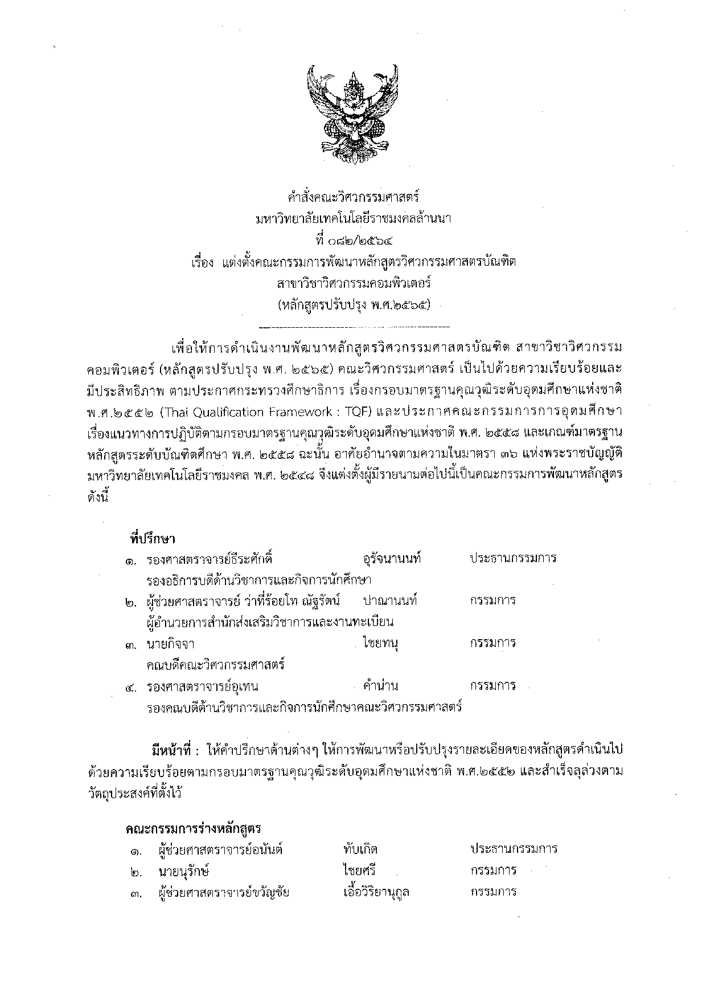 คำสั่งคณะวิศวกรรมศาสตร์
มหาวิทยาลัยเทคโนโลยีราชมงคลล้านนา
ที่ ๐๘๒/๒๕๖๔
เรื่อง แต่งตั้งคณะกรรมการพัฒนาหลักสูตรวิศวกรรมศาสตรบัณฑิต
สาขาวิชาวิศวกรรมคอมพิวเตอร์
(หลักสูตรปรับปรุง พ.ศ.๒๕๖๕)
เพื่อให้การดำเนินงานพัฒนาหลักสูตรวิศวกรรมศาสตรบัณฑิต สาขาวิชาวิศวกรรม
คอมพิวเตอร์ (หลักสูตรปรับปรุง พ.ศ. ๒๕๖๕) คณะวิศวกรรมศาสตร์ เป็นไปด้วยความเรียบร้อยและ
มีประสิทธิภาพ ตามประกาศกระทรวงศึกษาธิการ เรื่องกรอบมาตรฐานคุณวุฒิระดับอุดมศึกษาแห่งชาติ
พ.ศ.๒๕๕๒ (Thai Qualification Framework : TQF) และประกาศคณะกรรมการการอุดมศึกษา
เรื่องแนวทางการปฏิบัติตามกรอบมาตรฐานคุณวุฒิระดับอุดมศึกษาแห่งชาติ พ.ศ. ๒๕๕๘ และเกณฑ์มาตรฐาน
หลักสูตรระดับบัณฑิตศึกษา พ.ศ. ๒๕๕๘ ฉะนั้น อาศัยอำนาจตามความในมาตรา ๓๖ แห่งพระราชบัญญัติ
มหาวิทยาลัยเทคโนโลยีราชมงคล พ.ศ. ๒๕๔๘ จึงแต่งตั้งผู้มีรายนามต่อไปนี้เป็นคณะกรรมการพัฒนาหลักสูตร
ดังนี้
ที่ปรึกษา
๑. รองศาสตราจารย์ธีระศักดิ์ อุรัจนานนท์ ประธานกรรมการ
รองอธิการบดีด้านวิชาการและกิจการนักศึกษา
๒. ผู้ช่วยศาสตราจารย์ ว่าที่ร้อยโท ณัฐรัตน์ ปาณานนท์ กรรมการ
ผู้อำนวยการสำนักส่งเสริมวิชาการและงานทะเบียน
๓. นายกิจจา ไชยทนุ กรรมการ
คณบดีคณะวิศวกรรมศาสตร์
๔. รองศาสตราจารย์อุเทน คำน่าน กรรมการ
รองคณบดีด้านวิชาการและกิจการนักศึกษาคณะวิศวกรรมศาสตร์
มีหน้าที่ : ให้คำปรึกษาด้านต่างๆ ให้การพัฒนาหรือปรับปรุงรายละเอียดของหลักสูตรดำเนินไป
ด้วยความเรียบร้อยตามกรอบมาตรฐานคุณวุฒิระดับอุดมศึกษาแห่งชาติ พ.ศ.๒๕๕๒ และสำเร็จลุล่วงตาม
วัตถุประสงค์ที่ตั้งไว้
คณะกรรมการร่างหลักสูตร
๑. ผู้ช่วยศาสตราจารย์อนันต์ ทับเกิด ประธานกรรมการ
๒. นายนุรักษ์ ไชยศรี กรรมการ
๓. ผู้ช่วยศาสตราจารย์ขวัญชัย เอื้อวิริยานุกูล กรรมการ